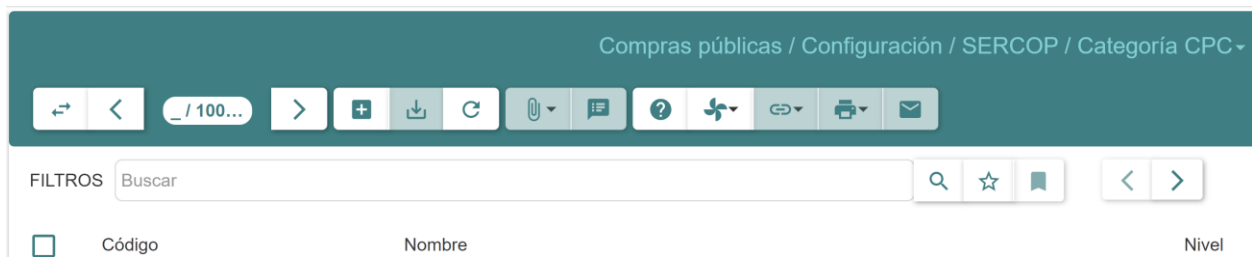 Compras públicas / Configuración / SERCOP / Categoría CPC
_ / 100...
FILTROS Buscar
Código Nombre Nivel